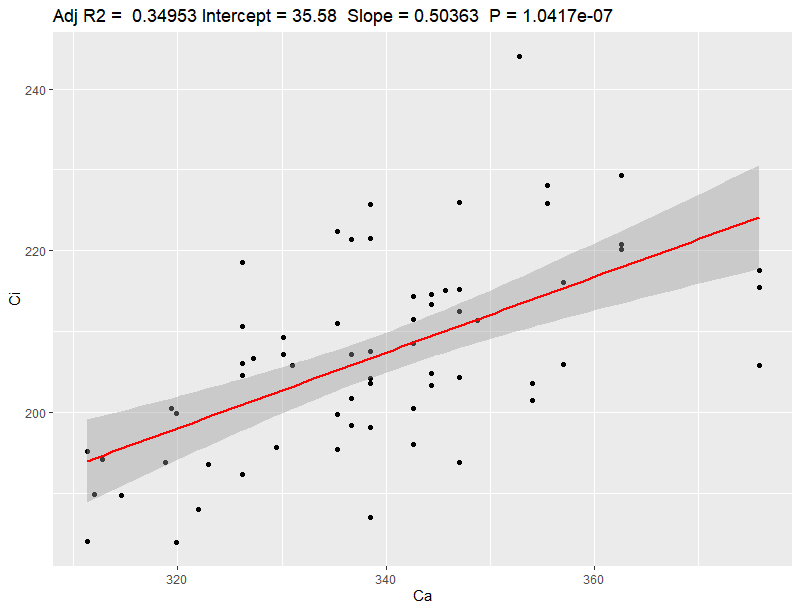 Adj R2 =  0.34953 Intercept = 35.58  Slope = 0.50363  P = 1.0417e-07
240
220
200
Ci
320
340
360
Ca